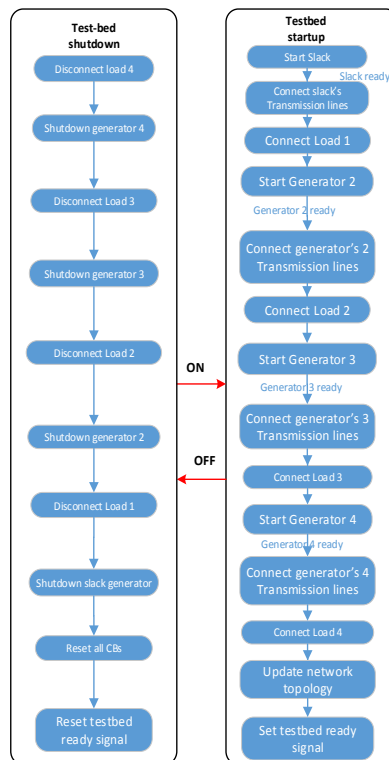 Test-bed
shutdown
Disconnect load 4
Shutdown generator 4
Disconnect Load 3
Shutdown generator 3
Disconnect Load 2
Shutdown generator 2
Disconnect Load 1
Shutdown slack generator
Reset all CBs
Reset testbed
ready signal
ON
OFF
Testbed
startup
Start Slack
Slack ready
Connect slack's
Transmission lines
Connect Load 1
Start Generator 2
Generator 2 ready
Connect generator's 2
Transmission lines
Connect Load 2
Start Generator 3
Generator 3 ready
Connect generator's 3
Transmission lines
Connect Load 3
Start Generator 4
Generator 4 ready
Connect generator's 4
Transmission lines
Connect Load 4
Update network
topology
Set testbed ready
signal